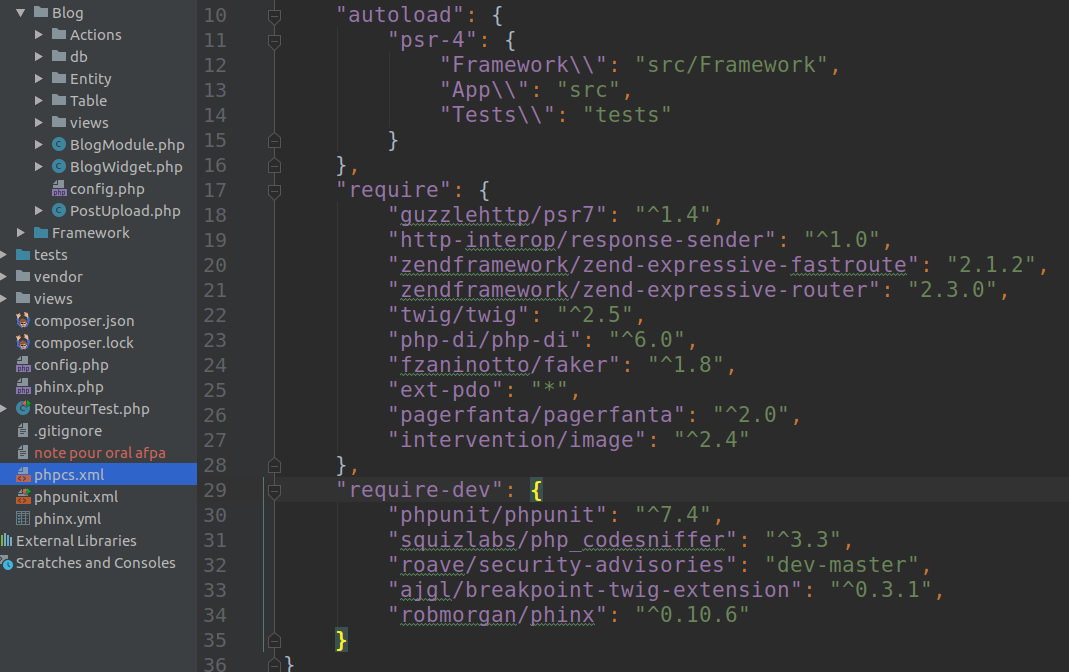 Blog
Actions
db
Entity
Table
views
BlogModule.php
BlogWidget.php
config.php
PostUpload.php
Framework
tests
vendor
views
composer.json
composer.lock
config.php
phinx.php
RouteurTest.php
.gitignore
note pour oral afpa
phpcs.xml
phpunit.xml
phinx.yml
External Libraries
Scratches and Consoles
10 "autoload": {
11 "psr-4": {
12 "Framework\\": "src/Framework",
13 "App\\": "src",
14 "Tests\\": "tests"
15 }
16 },
17 "require": {
18 "guzzlehttp/psr7": "^1.4",
19 "http-interop/response-sender": "^1.0",
20 "zendframework/zend-expressive-fastroute": "2.1.2",
21 "zendframework/zend-expressive-router": "2.3.0",
22 "twig/twig": "^2.5",
23 "php-di/php-di": "^6.0",
24 "fzaninotto/faker": "^1.8",
25 "ext-pdo": "*",
26 "pagerfanta/pagerfanta": "^2.0",
27 "intervention/image": "^2.4"
28 },
29 "require-dev": {
30 "phpunit/phpunit": "^7.4",
31 "squizlabs/php_codesniffer": "^3.3",
32 "roave/security-advisories": "dev-master",
33 "ajgl/breakpoint-twig-extension": "^0.3.1",
34 "robmorgan/phinx": "^0.10.6"
35 }
36 }